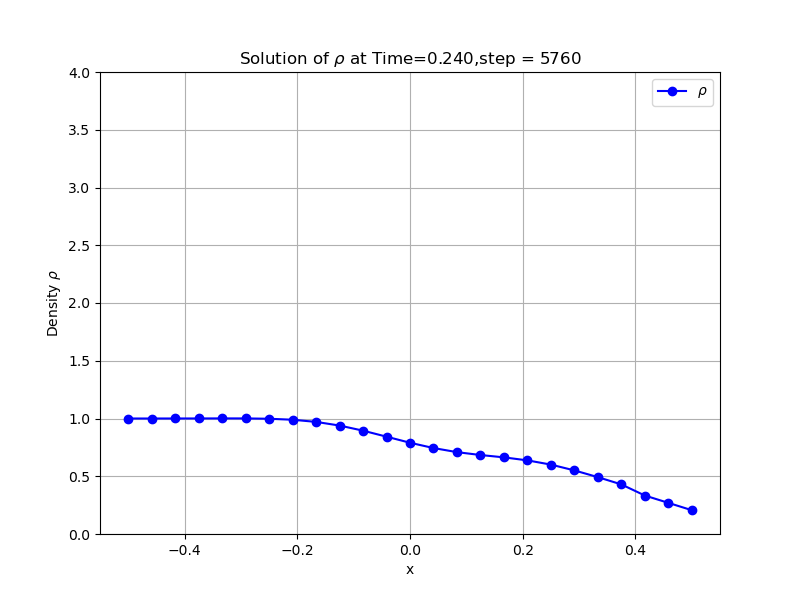 Solution of ρ at Time=0.240,step = 5760
ρ
4.0
3.5
3.0
2.5
2.0
1.5
1.0
0.5
0.0
Density ρ
−0.4 −0.2 0.0 0.2 0.4
x